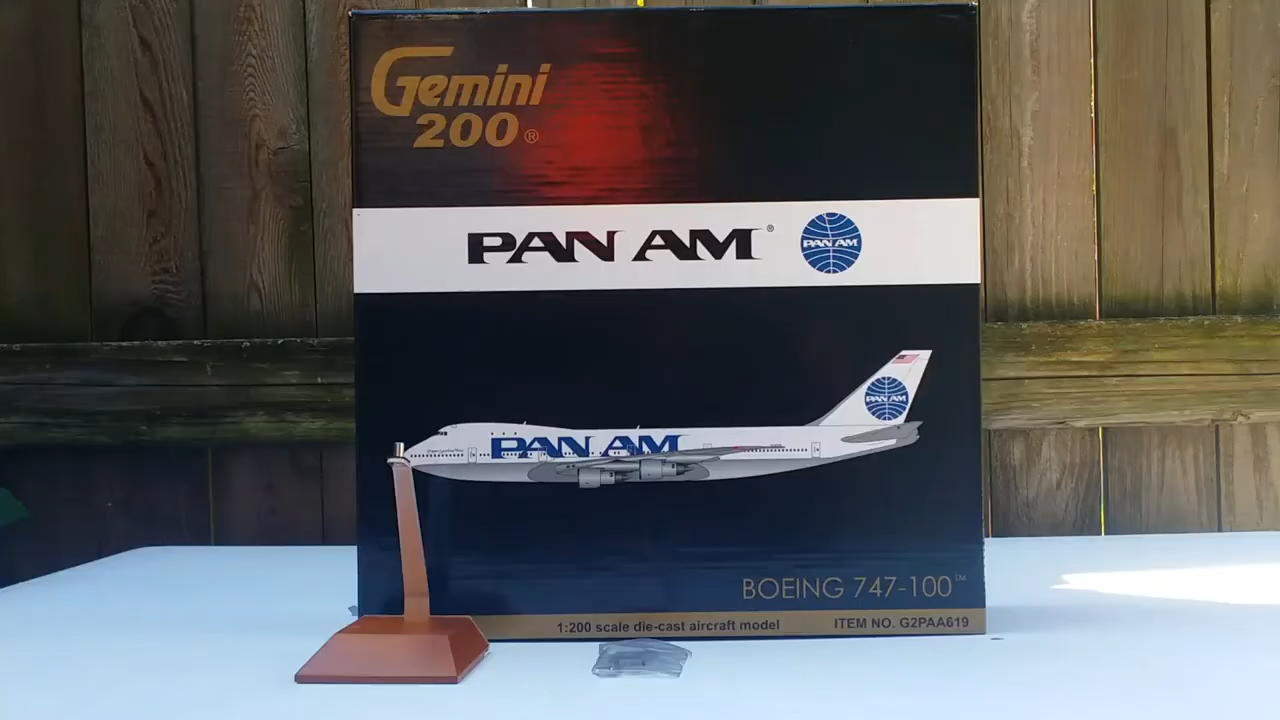 Gemini
200®
PAN AM®
PAN AM
PAN AM
PAN AM
BOEING 747-100™
1:200 scale die-cast aircraft model
ITEM NO. G2PAA619